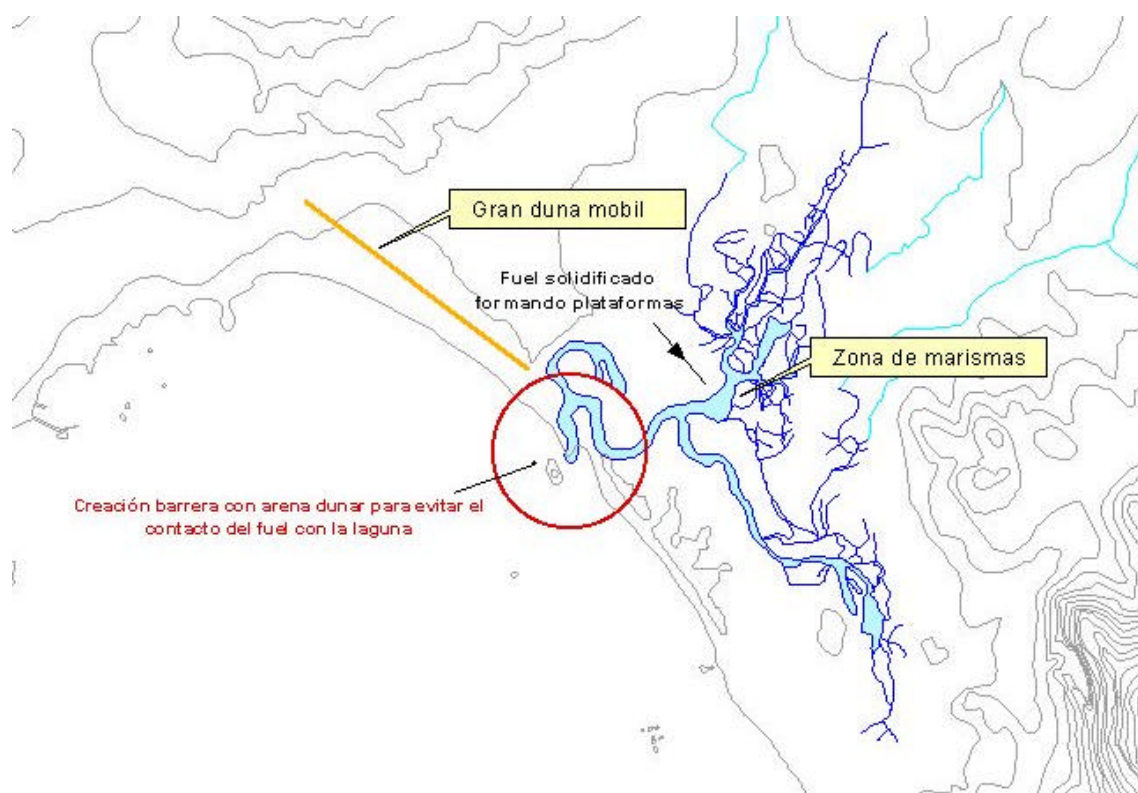 Gran duna mobil
Fuel solidificado
formando plataformas
Zona de marismas
Creación barrera con arena dunar para evitar el
contacto del fuel con la laguna